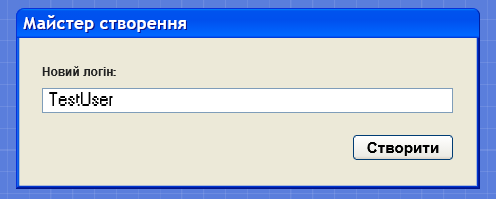 Майстер створення
Новий логін:
TestUser
Створити